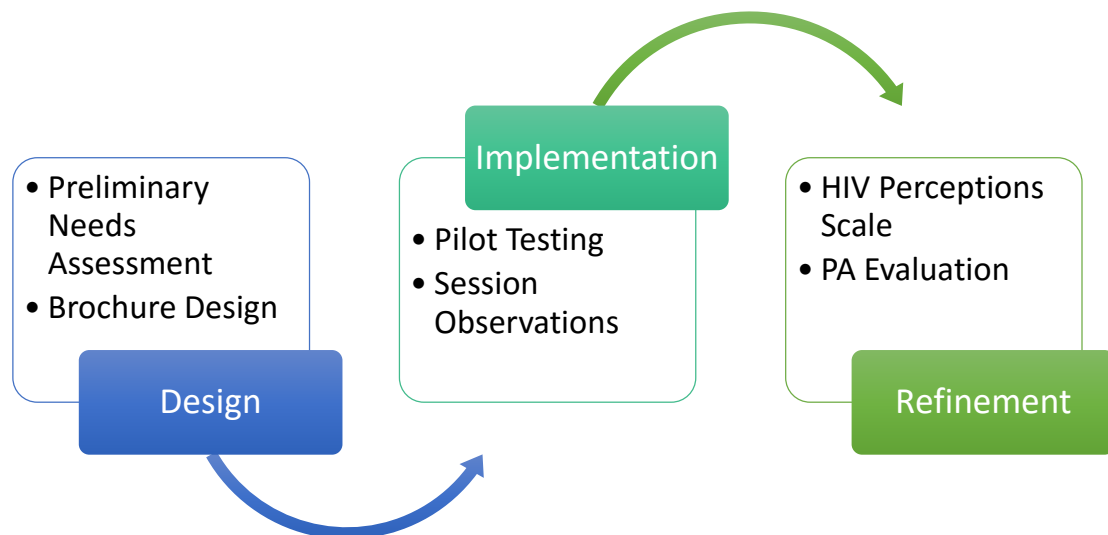 • Preliminary
Needs
Assessment
• Brochure Design
Design
Implementation
• Pilot Testing
• Session
Observations
• HIV Perceptions
Scale
• PA Evaluation
Refinement